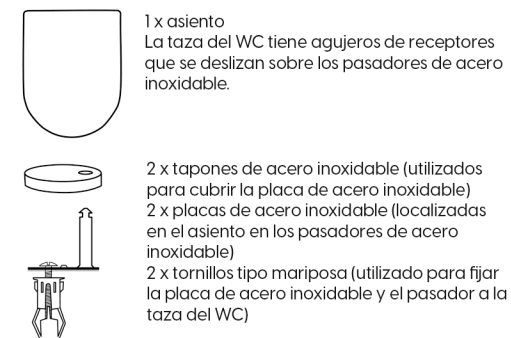 1 x asiento
La taza del WC tiene agujeros de receptores
que se deslizan sobre los pasadores de acero
inoxidable.
2 x tapones de acero inoxidable (utilizados
para cubrir la placa de acero inoxidable)
2 x placas de acero inoxidable (localizadas
en el asiento en los pasadores de acero
inoxidable)
2 x tornillos tipo mariposa (utilizado para fijar
la placa de acero inoxidable y el pasador a la
taza del WC)